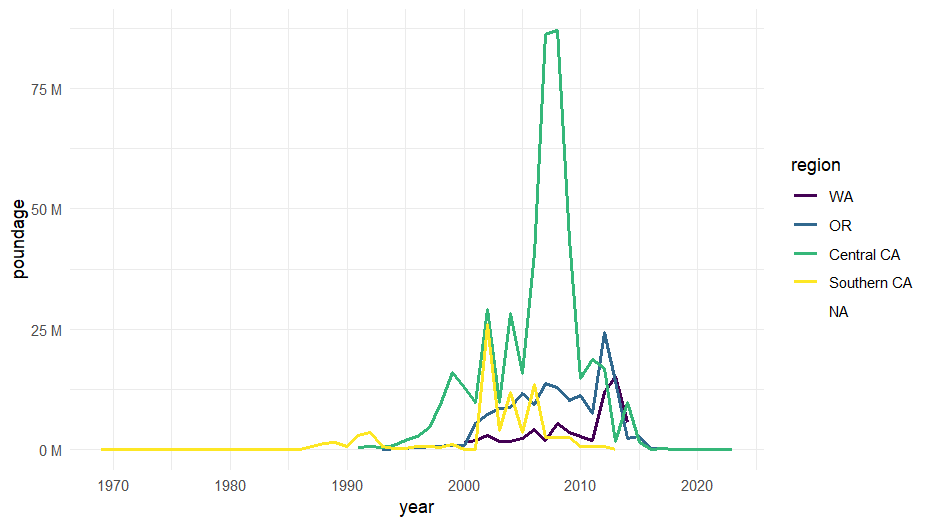 75 M
50 M
25 M
0 M
poundage
1970 1980 1990 2000 2010 2020
year
region
WA
OR
Central CA
Southern CA
NA